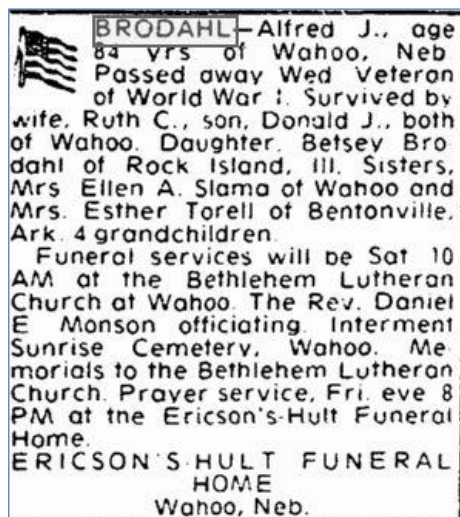 BRODAHL—Alfred J., age
84 yrs of Wahoo, Neb
Passed away Wed Veteran
of World War I. Survived by
wife, Ruth C., son, Donald J., both
of Wahoo. Daughter, Betsey Bro
dahl of Rock Island, Ill. Sisters,
Mrs Ellen A. Slama of Wahoo and
Mrs. Esther Torell of Bentonville,
Ark. 4 grandchildren.
Funeral services will be Sat 10
AM at the Bethlehem Lutheran
Church at Wahoo. The Rev. Daniel
E Monson officiating. Interment
Sunrise Cemetery, Wahoo. Me-
morials to the Bethlehem Lutheran
Church. Prayer service, Fri. eve 8
PM at the Ericson's-Hult Funeral
Home.
ERICSON'S-HULT FUNERAL
HOME
Wahoo, Neb.